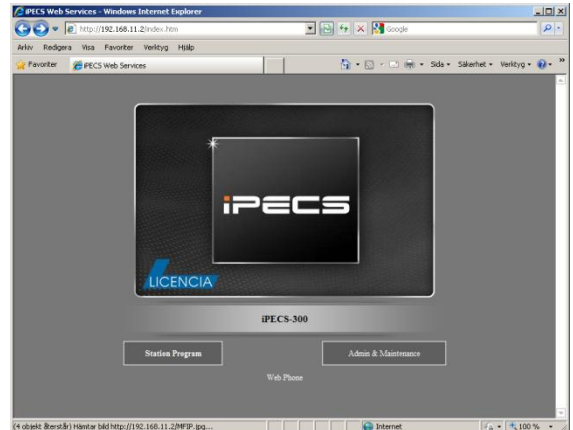 iPECS Web Services - Windows Internet Explorer
http://192.168.11.2/index.htm
Google
Arkiv Redigera Visa Favoriter Verktyg Hjälp
Favoriter iPECS Web Services Sida Säkerhet Verktyg
iPECS
LICENCIA
iPECS-300
Station Program Admin & Maintenance
Web Phone
(4 objekt återstår) Hämtar bild http://192.168.11.2/MFIP.jpg... Internet 100 %